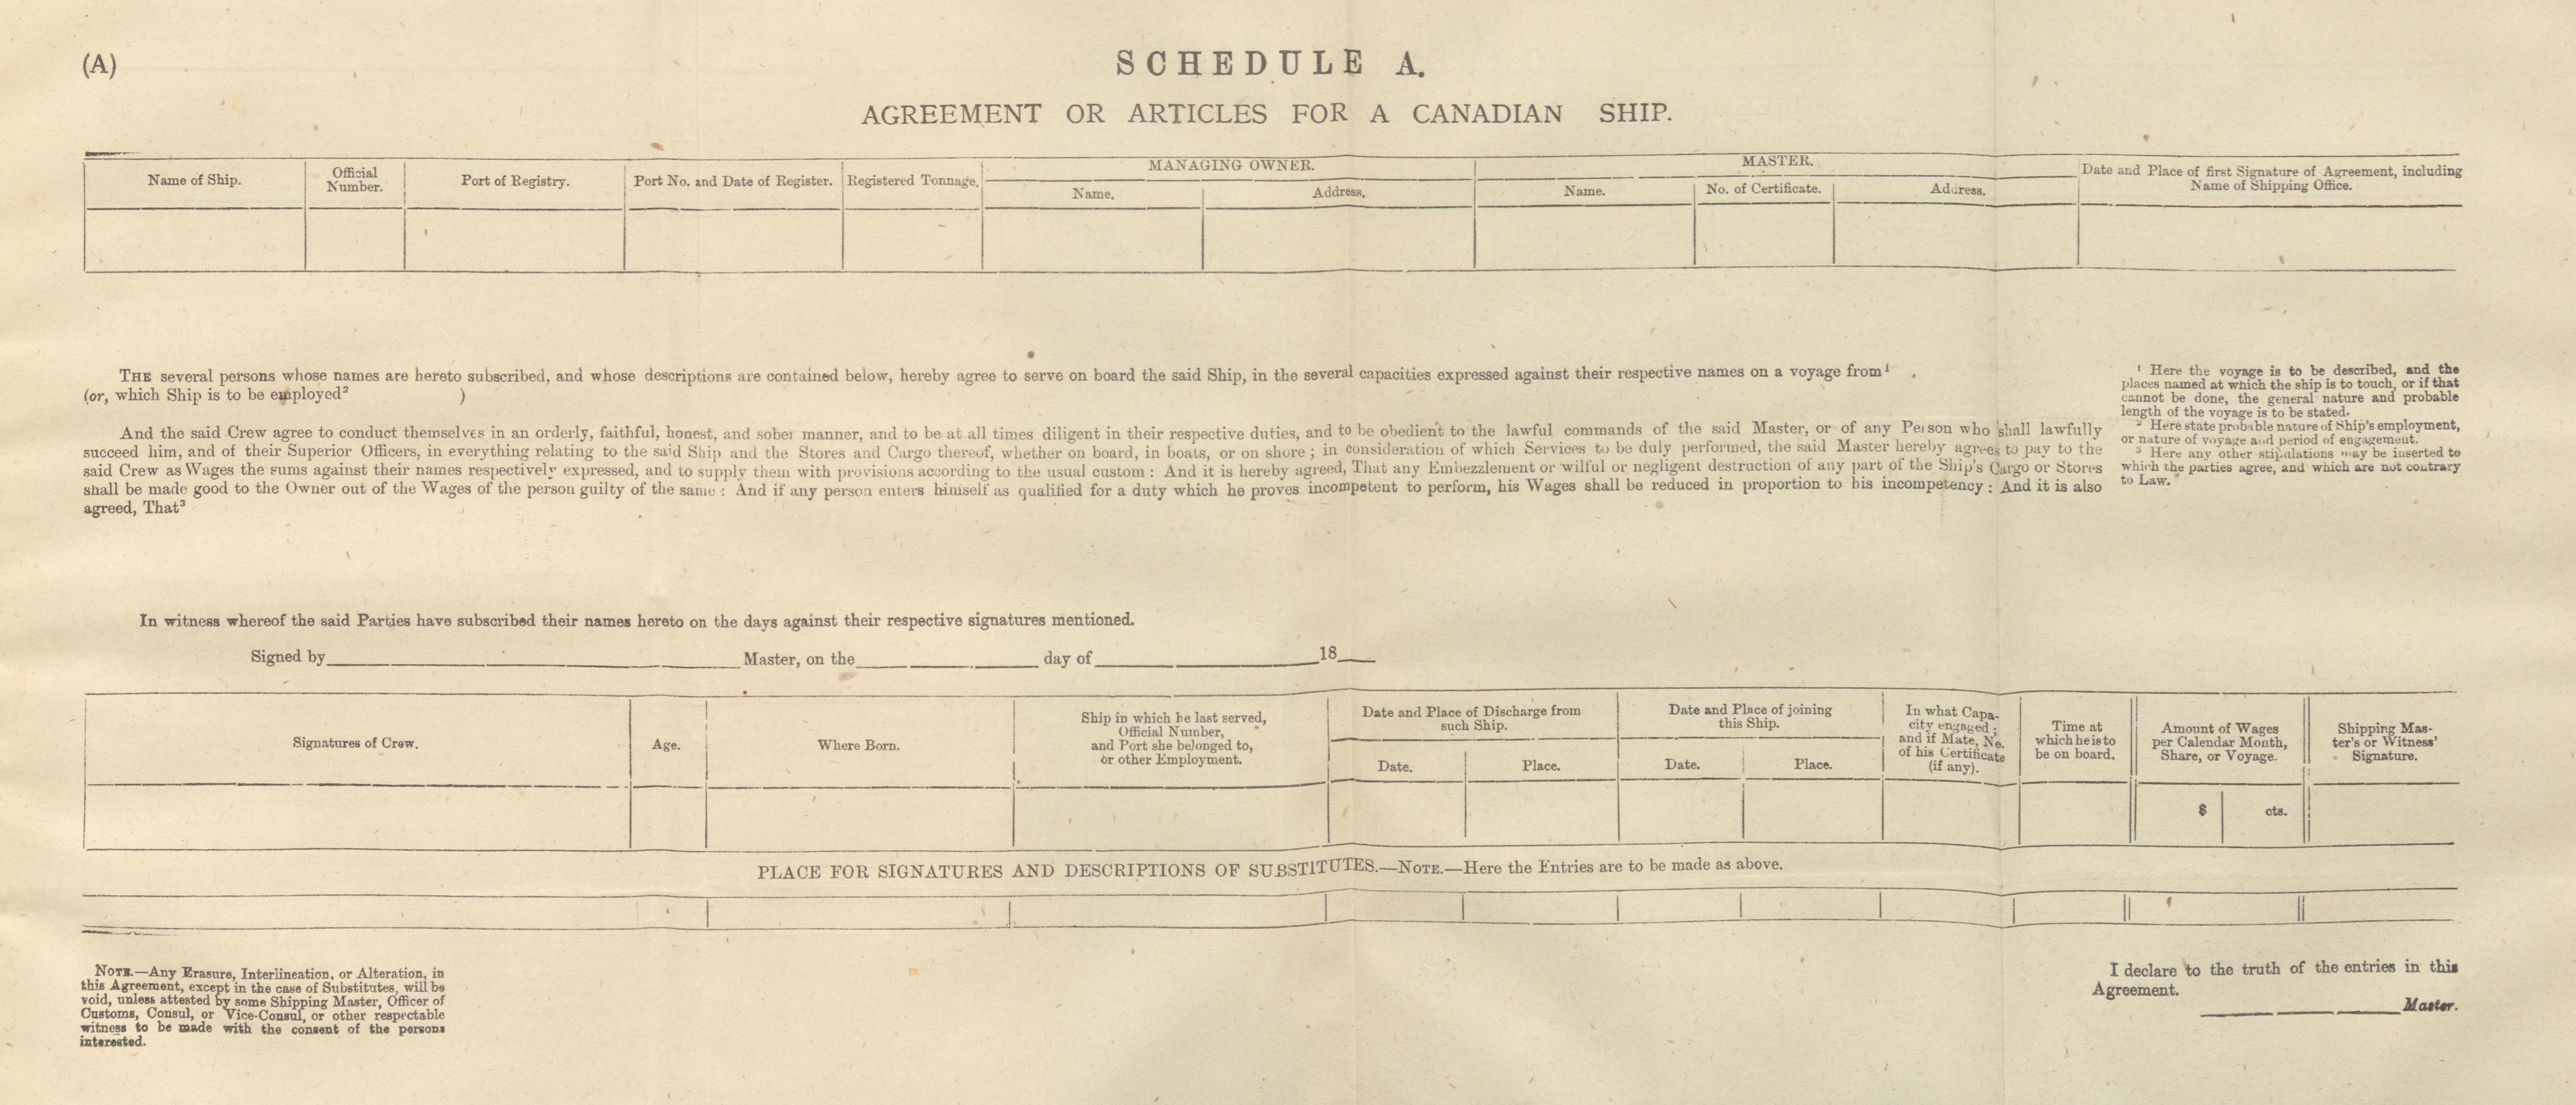 (A)
SCHEDULE A.
AGREEMENT OR ARTICLES FOR A CANADIAN SHIP.
Name of Ship.
Official
Number.
Port of Registry.
Port No. and Date of Register.
Registered Tonnage.
MANAGING OWNER.
Name.
Address.
MASTER.
Name.
No. of Certificate.
Address.
Date and Place of first Signature of Agreement, including
Name of Shipping Office.
THE several persons whose names are hereto subscribed, and whose descriptions are contained below, hereby agree to serve on board the said Ship, in the several capacities expressed against their respective names on a voyage from¹ .
(or, which Ship is to be employed² )
And the said Crew agree to conduct themselves in an orderly, faithful, honest, and sober manner, and to be at all times diligent in their respective duties, and to be obedient to the lawful commands of the said Master, or of any Person who shall lawfully
succeed him, and of their Superior Officers, in everything relating to the said Ship and the Stores and Cargo thereof, whether on board, in boats, or on shore ; in consideration of which Services to be duly performed, the said Master hereby agrees to pay to the
said Crew as Wages the sums against their names respectively expressed, and to supply them with provisions according to the usual custom : And it is hereby agreed, That any Embezzlement or wilful or negligent destruction of any part of the Ship's Cargo or Stores
shall be made good to the Owner out of the Wages of the person guilty of the same : And if any person enters himself as qualified for a duty which he proves incompetent to perform, his Wages shall be reduced in proportion to his incompetency : And it is also
agreed, That³
¹ Here the voyage is to be described, and the
places named at which the ship is to touch, or if that
cannot be done, the general nature and probable
length of the voyage is to be stated.
² Here state probable nature of Ship's employment,
or nature of voyage and period of engagement.
³ Here any other stipulations may be inserted to
which the parties agree, and which are not contrary
to Law.
In witness whereof the said Parties have subscribed their names hereto on the days against their respective signatures mentioned.
Signed by Master, on the day of 18
Signatures of Crew.
Age.
Where Born.
Ship in which he last served,
Official Number,
and Port she belonged to,
or other Employment.
Date and Place of Discharge from
such Ship.
Date.
Place.
Date and Place of joining
this Ship.
Date.
Place.
In what Capa-
city engaged ;
and if Mate, No.
of his Certificate
(if any).
Time at
which he is to
be on board.
Amount of Wages
per Calendar Month,
Share, or Voyage.
$ cts.
Shipping Mas-
ter's or Witness'
Signature.
PLACE FOR SIGNATURES AND DESCRIPTIONS OF SUBSTITUTES.—NOTE.—Here the Entries are to be made as above.
NOTE.—Any Erasure, Interlineation, or Alteration, in
this Agreement, except in the case of Substitutes, will be
void, unless attested by some Shipping Master, Officer of
Customs, Consul, or Vice-Consul, or other respectable
witness to be made with the consent of the persons
interested.
I declare to the truth of the entries in this
Agreement.
Master.